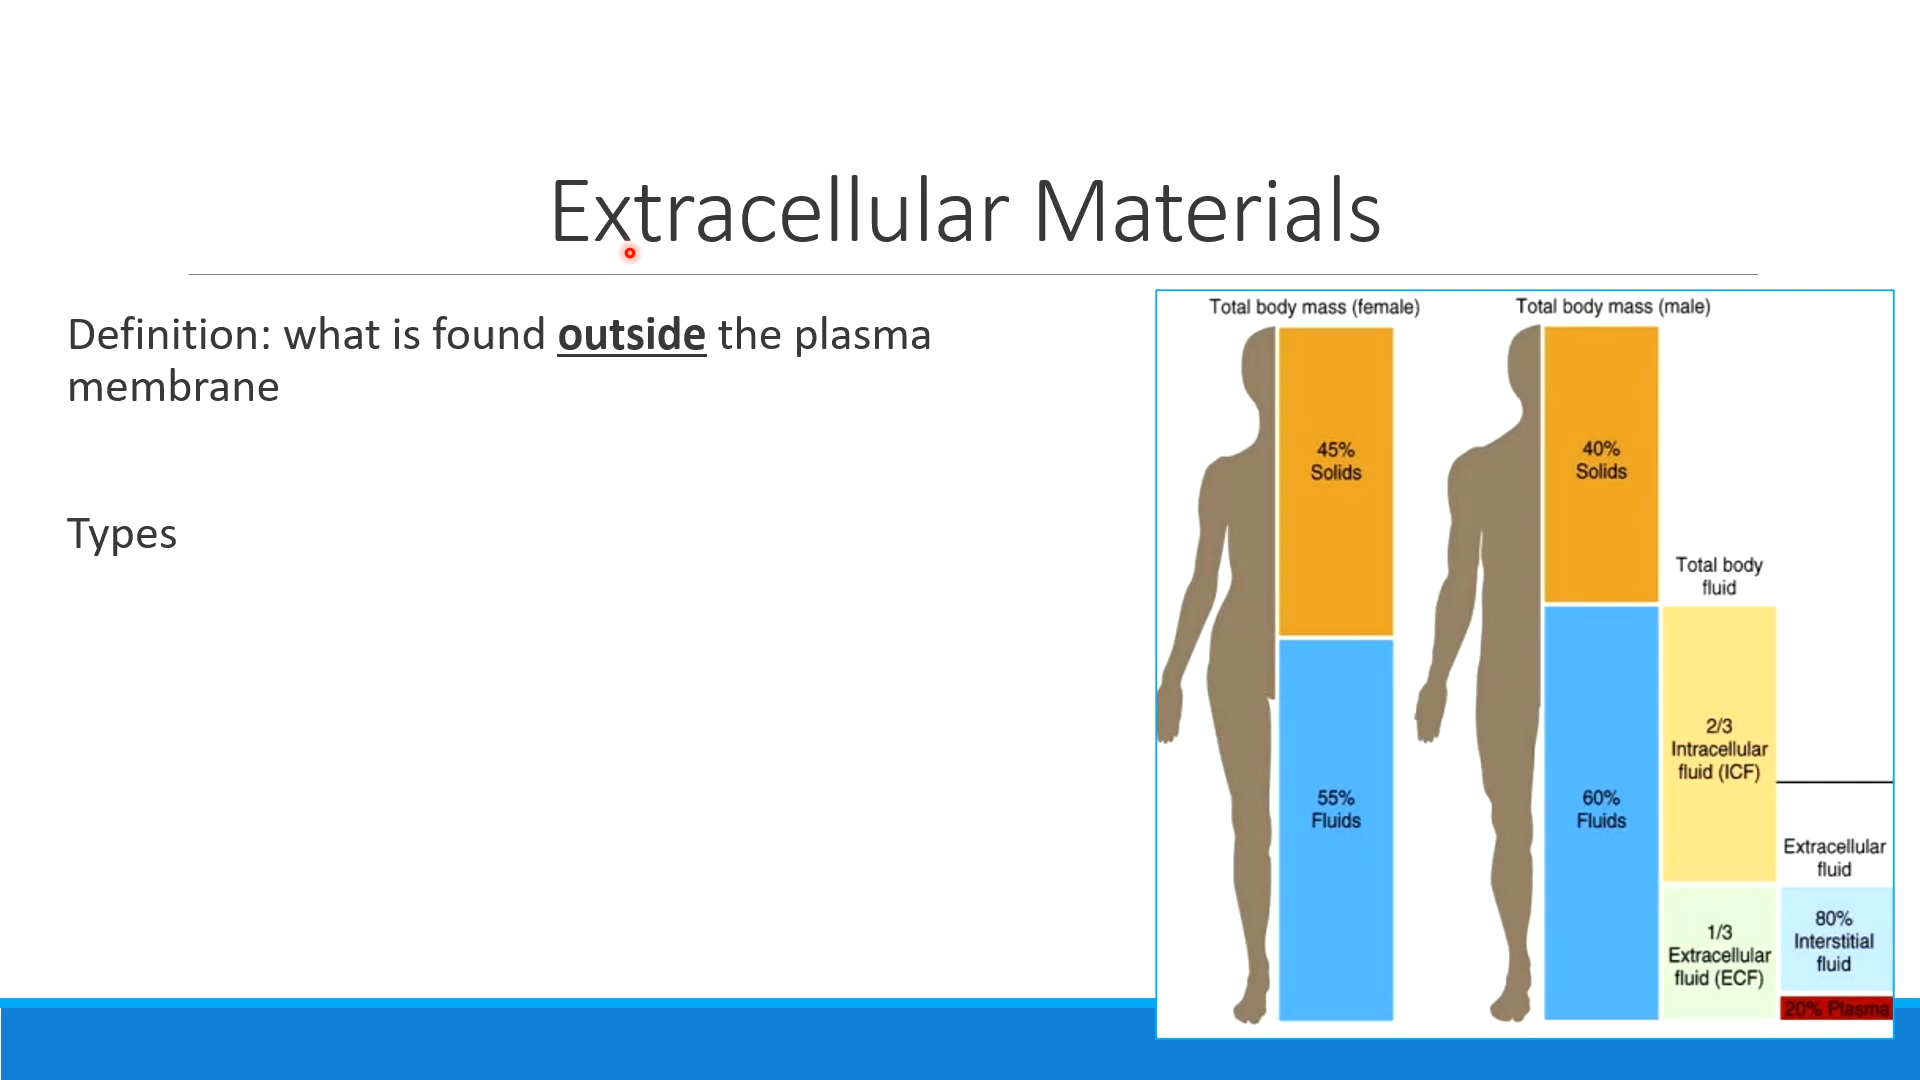 Extracellular Materials
Definition: what is found outside the plasma
membrane
Types
Total body mass (female)
45%
Solids
55%
Fluids
Total body mass (male)
40%
Solids
60%
Fluids
Total body
fluid
2/3
Intracellular
fluid (ICF)
1/3
Extracellular
fluid (ECF)
Extracellular
fluid
80%
Interstitial
fluid
20% Plasma